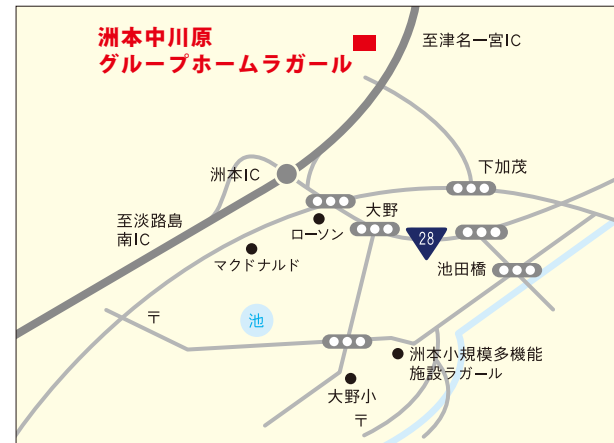 洲本中川原
グループホームラガール
至津名一宮IC
下加茂
洲本IC
大野
至淡路島
南IC
ローソン
28
マクドナルド
池田橋
〒
池
洲本小規模多機能
施設ラガール
大野小
〒